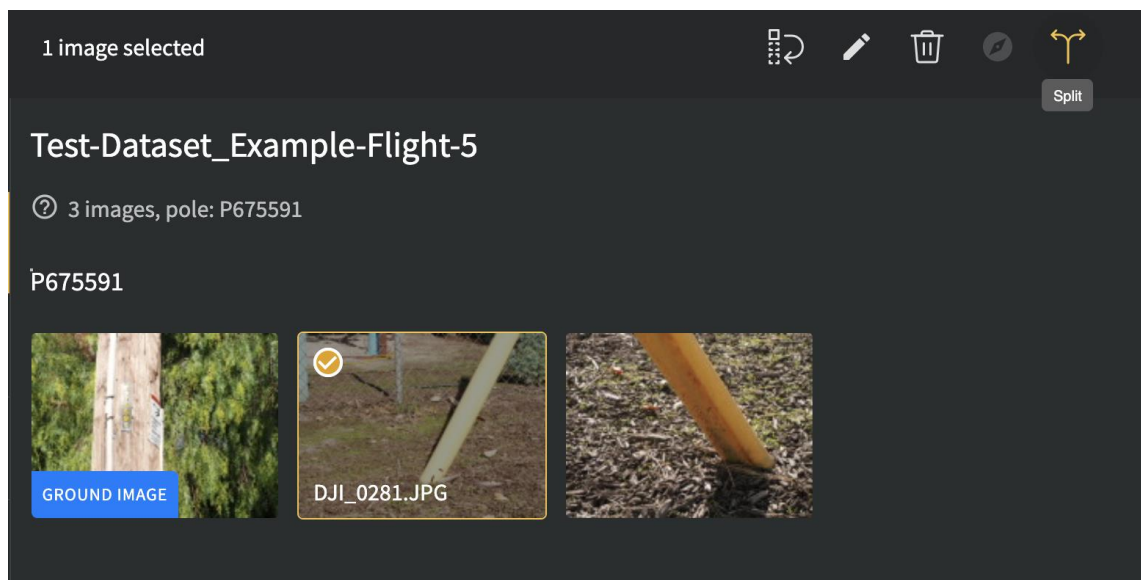 1 image selected
Split
Test-Dataset_Example-Flight-5
3 images, pole: P675591
P675591
GROUND IMAGE
DJI_0281.JPG